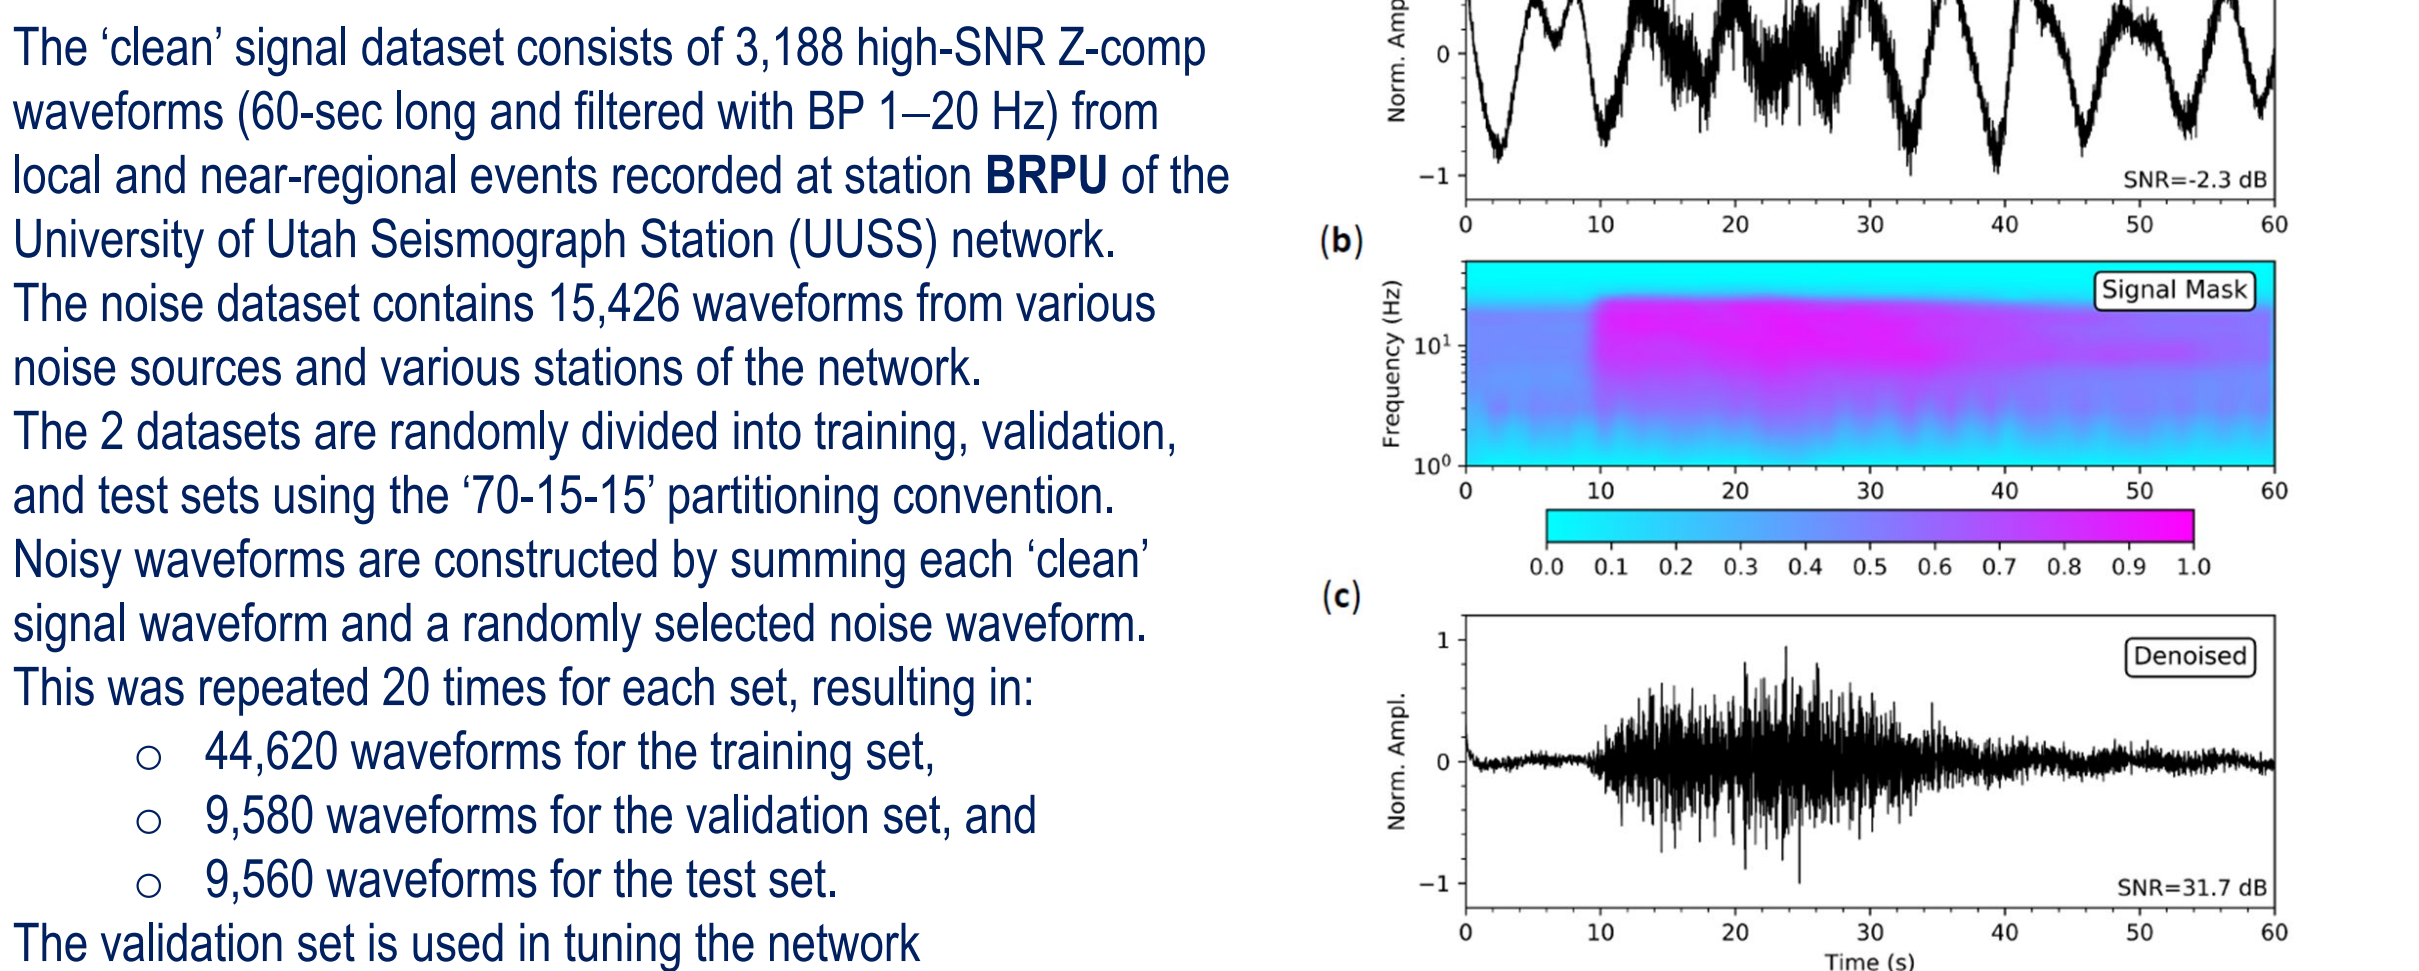 The ‘clean’ signal dataset consists of 3,188 high-SNR Z-comp
waveforms (60-sec long and filtered with BP 1–20 Hz) from
local and near-regional events recorded at station BRPU of the
University of Utah Seismograph Station (UUSS) network.
The noise dataset contains 15,426 waveforms from various
noise sources and various stations of the network.
The 2 datasets are randomly divided into training, validation,
and test sets using the ‘70-15-15’ partitioning convention.
Noisy waveforms are constructed by summing each ‘clean’
signal waveform and a randomly selected noise waveform.
This was repeated 20 times for each set, resulting in:
o 44,620 waveforms for the training set,
o 9,580 waveforms for the validation set, and
o 9,560 waveforms for the test set.
The validation set is used in tuning the network
Norm. Amp
0
−1
SNR=-2.3 dB
0 10 20 30 40 50 60
(b)
Signal Mask
Frequency (Hz)
10¹
10⁰
0 10 20 30 40 50 60
0.0 0.1 0.2 0.3 0.4 0.5 0.6 0.7 0.8 0.9 1.0
(c)
Denoised
Norm. Ampl.
1
0
−1
SNR=31.7 dB
0 10 20 30 40 50 60
Time (s)